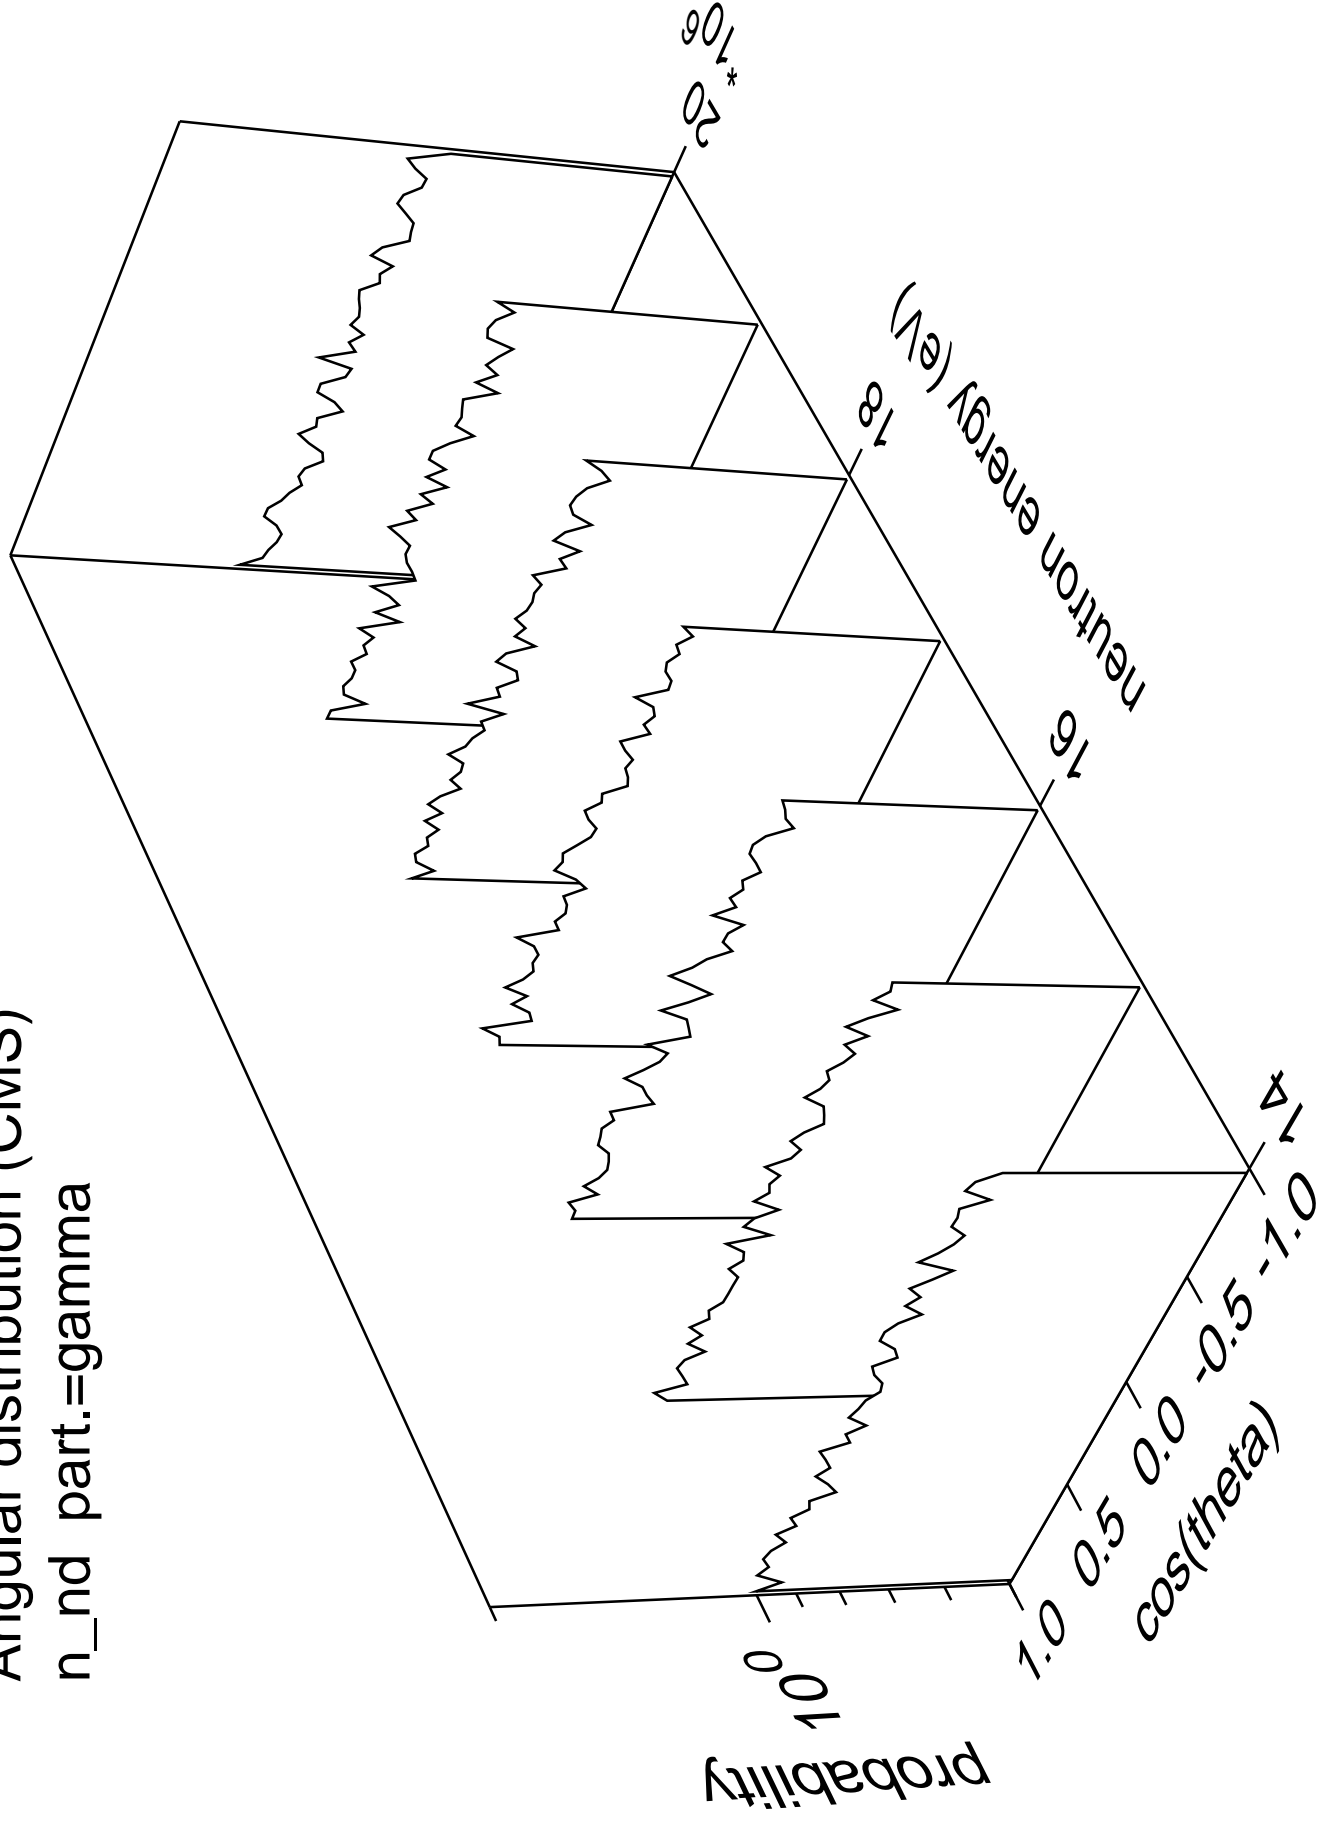 Angular distribution (CMS)
n_nd part.=gamma
probability
10 0
1.0 0.5 0.0 -0.5 -1.0
cos(theta)
14 16 18 20
*10 6
neutron energy (eV)